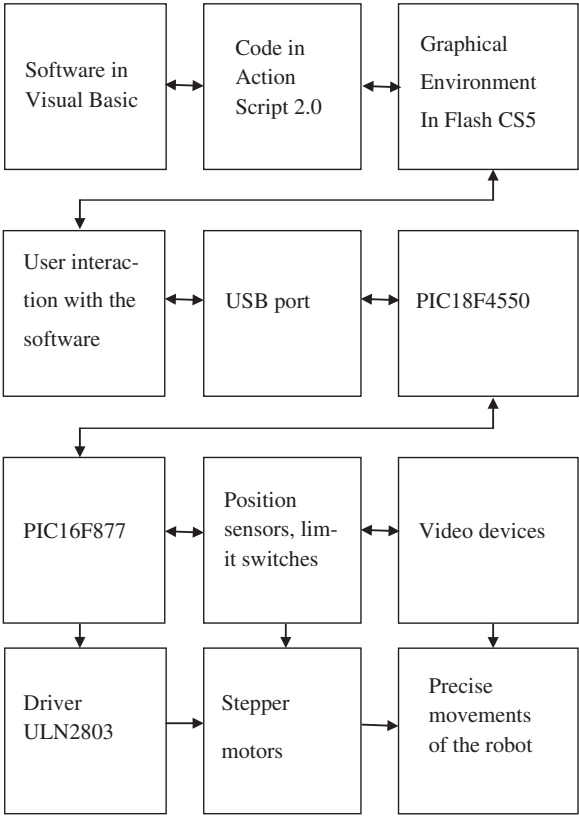 Software in
Visual Basic
Code in
Action
Script 2.0
Graphical
Environment
In Flash CS5
User interac-
tion with the
software
USB port
PIC18F4550
PIC16F877
Position
sensors, lim-
it switches
Video devices
Driver
ULN2803
Stepper
motors
Precise
movements
of the robot